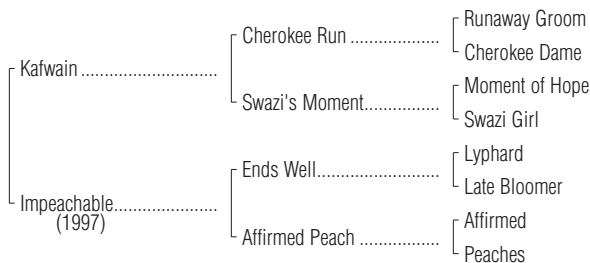 Runaway Groom
Cherokee Run ...................
Cherokee Dame
Kafwain .............................
Moment of Hope
Swazi's Moment................
Swazi Girl
Lyphard
Ends Well..........................
Late Bloomer
Impeachable......................
(1997)
Affirmed
Affirmed Peach .................
Peaches